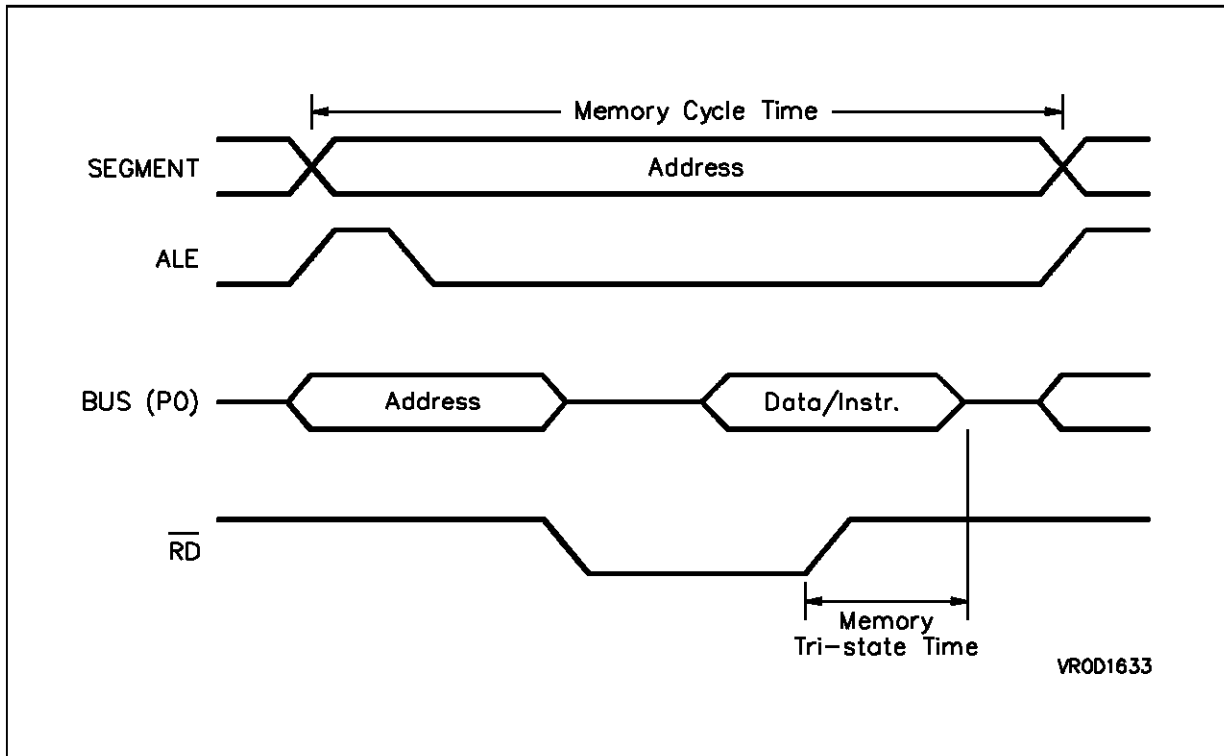 Memory Cycle Time
SEGMENT
Address
ALE
BUS (P0)
Address
Data/Instr.
RD
Memory
Tri-state Time
VR0D1633